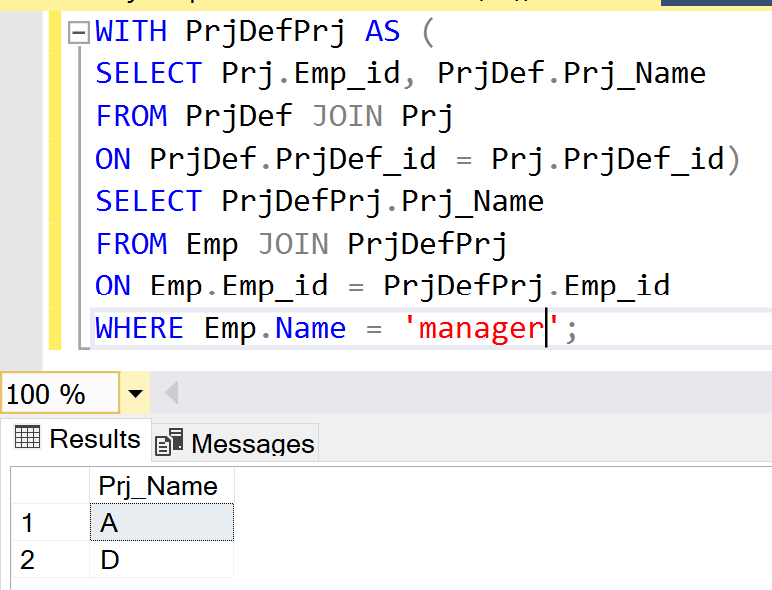 WITH PrjDefPrj AS (
SELECT Prj.Emp_id, PrjDef.Prj_Name
FROM PrjDef JOIN Prj
ON PrjDef.PrjDef_id = Prj.PrjDef_id)
SELECT PrjDefPrj.Prj_Name
FROM Emp JOIN PrjDefPrj
ON Emp.Emp_id = PrjDefPrj.Emp_id
WHERE Emp.Name = 'manager';
100 %
Results Messages
Prj_Name
1 A
2 D